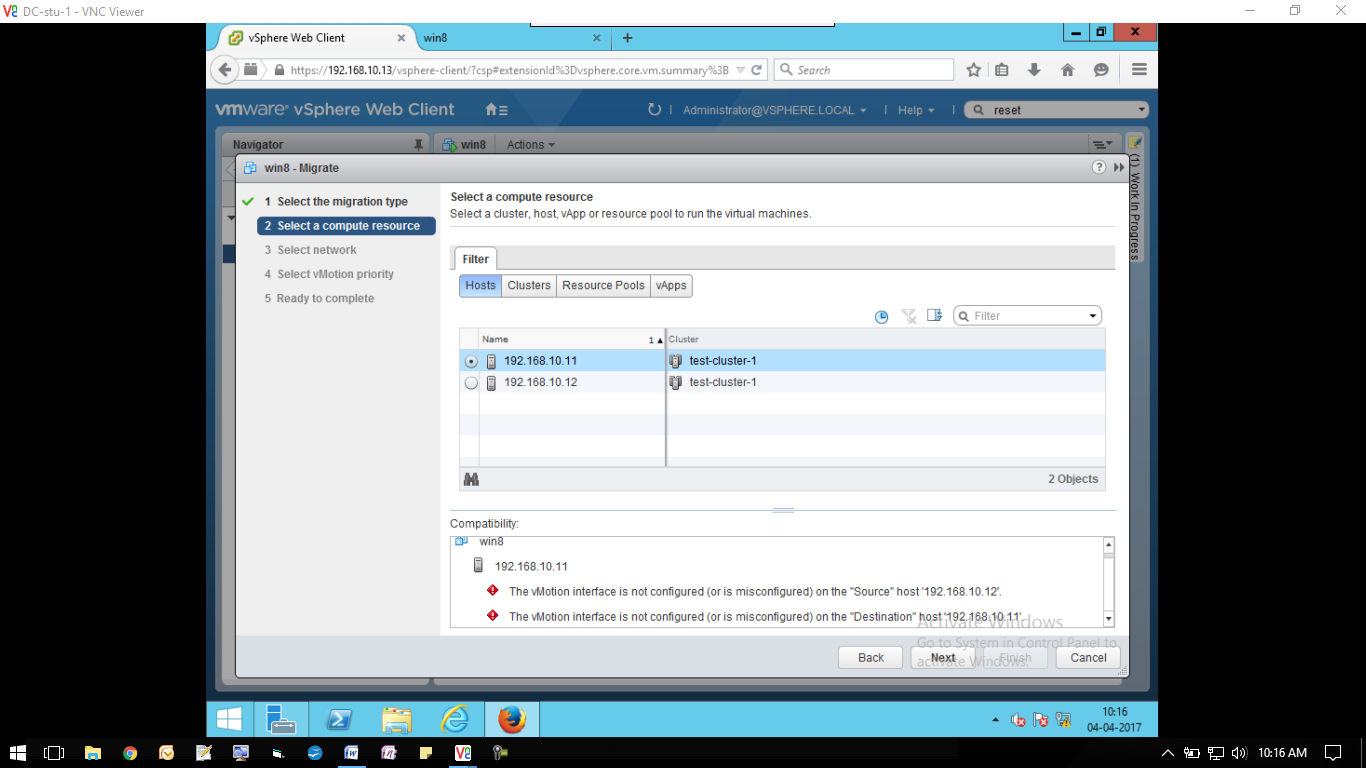 DC-stu-1 - VNC Viewer
vSphere Web Client
win8
https://192.168.10.13/vsphere-client/?csp#extensionId%3Dvsphere.core.vm.summary%3B
Search
vmware® vSphere Web Client
Administrator@VSPHERE.LOCAL
Help
reset
Navigator
win8
Actions
(1) Work In Progress
win8 - Migrate
1 Select the migration type
2 Select a compute resource
3 Select network
4 Select vMotion priority
5 Ready to complete
Select a compute resource
Select a cluster, host, vApp or resource pool to run the virtual machines.
Filter
Hosts Clusters Resource Pools vApps
Filter
Name 1 Cluster
192.168.10.11 test-cluster-1
192.168.10.12 test-cluster-1
2 Objects
Compatibility:
win8
192.168.10.11
The vMotion interface is not configured (or is misconfigured) on the "Source" host '192.168.10.12'.
The vMotion interface is not configured (or is misconfigured) on the "Destination" host '192.168.10.11'
Activate Windows
Go to System in Control Panel to
activate Windows.
Back Next Finish Cancel
10:16
04-04-2017
10:16 AM